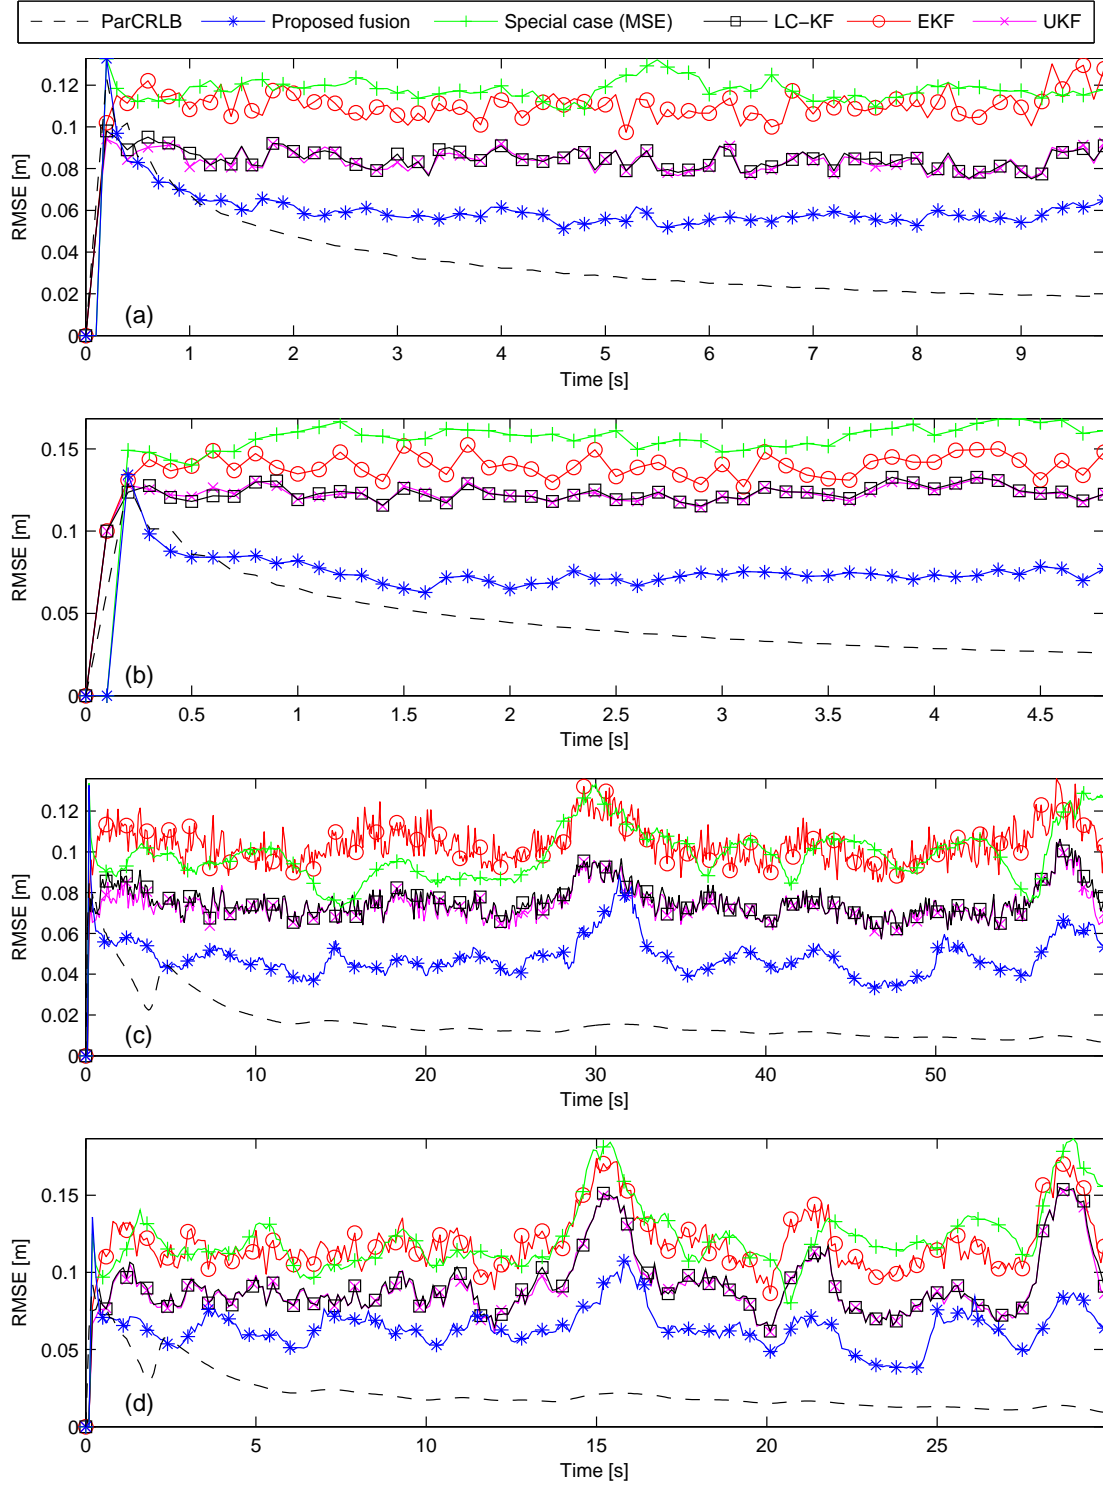 ParCRLB Proposed fusion Special case (MSE) LC−KF EKF UKF
0.12
0.1
0.08
0.06
0.04
0.02
0
RMSE [m]
(a)
0 1 2 3 4 5 6 7 8 9
Time [s]
0.15
0.1
0.05
0
RMSE [m]
(b)
0 0.5 1 1.5 2 2.5 3 3.5 4 4.5
Time [s]
0.12
0.1
0.08
0.06
0.04
0.02
0
RMSE [m]
(c)
0 10 20 30 40 50
Time [s]
0.15
0.1
0.05
0
RMSE [m]
(d)
0 5 10 15 20 25
Time [s]